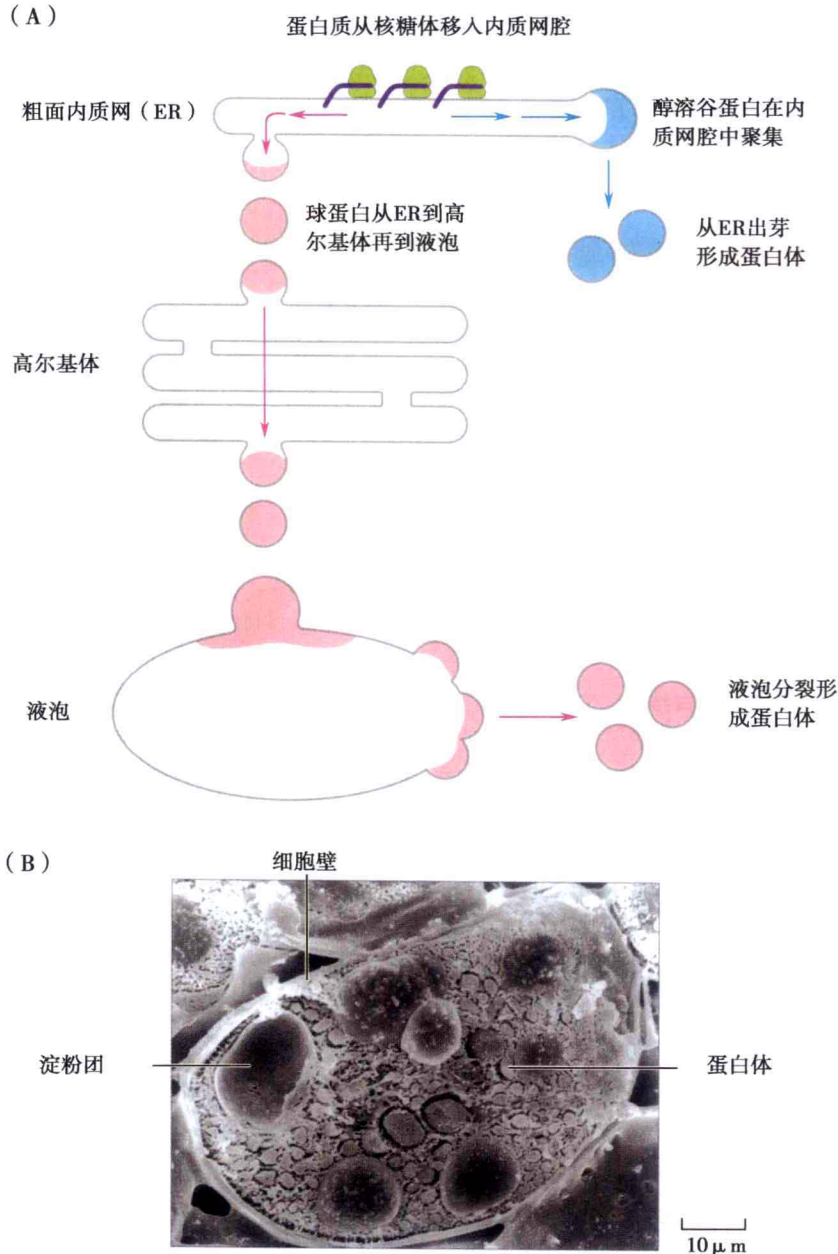 （A）
蛋白质从核糖体移入内质网腔
粗面内质网（ER）
醇溶谷蛋白在内
质网腔中聚集
球蛋白从ER到高
尔基体再到液泡
从ER出芽
形成蛋白体
高尔基体
液泡
液泡分裂形
成蛋白体
（B）
细胞壁
淀粉团
蛋白体
10 μm